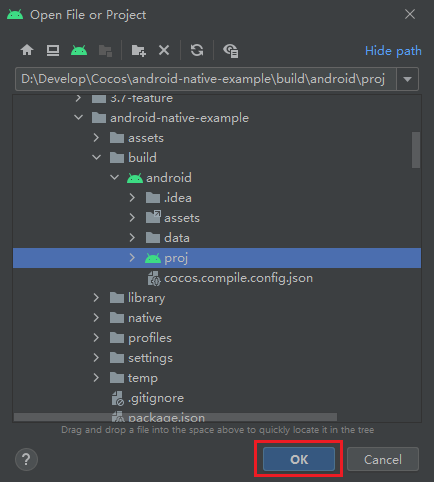 Open File or Project
Hide path
D:\Develop\Cocos\android-native-example\build\android\proj
3.7-feature
android-native-example
assets
build
android
.idea
assets
data
proj
cocos.compile.config.json
library
native
profiles
settings
temp
.gitignore
package.json
Drag and drop a file into the space above to quickly locate it in the tree
?
OK
Cancel